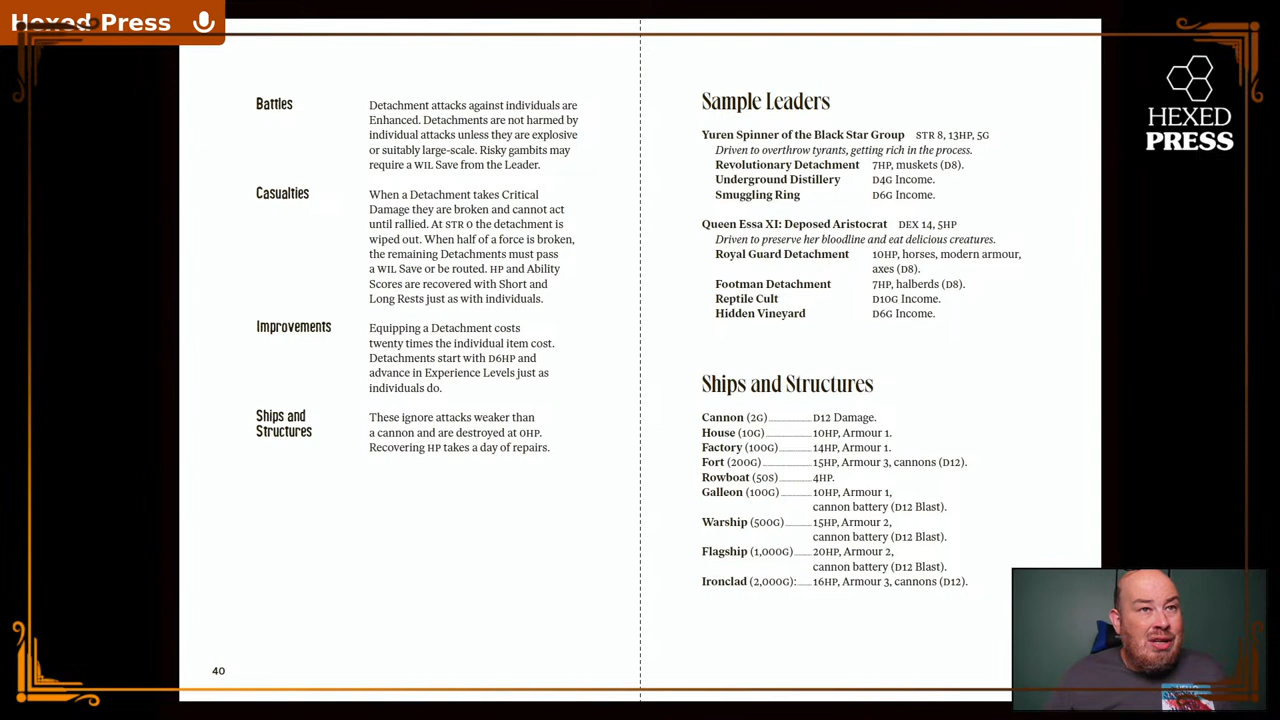 Hexed Press
HEXED
PRESS
Battles
Detachment attacks against individuals are
Enhanced. Detachments are not harmed by
individual attacks unless they are explosive
or suitably large-scale. Risky gambits may
require a WIL Save from the Leader.
Casualties
When a Detachment takes Critical
Damage they are broken and cannot act
until rallied. At STR 0 the detachment is
wiped out. When half of a force is broken,
the remaining Detachments must pass
a WIL Save or be routed. HP and Ability
Scores are recovered with Short and
Long Rests just as with individuals.
Improvements
Equipping a Detachment costs
twenty times the individual item cost.
Detachments start with D6HP and
advance in Experience Levels just as
individuals do.
Ships and
Structures
These ignore attacks weaker than
a cannon and are destroyed at 0HP.
Recovering HP takes a day of repairs.
40
Sample Leaders
Yuren Spinner of the Black Star Group STR 8, 13HP, 5G
Driven to overthrow tyrants, getting rich in the process.
Revolutionary Detachment 7HP, muskets (D8).
Underground Distillery D4G Income.
Smuggling Ring D6G Income.
Queen Essa XI: Deposed Aristocrat DEX 14, 5HP
Driven to preserve her bloodline and eat delicious creatures.
Royal Guard Detachment 10HP, horses, modern armour,
axes (D8).
Footman Detachment 7HP, halberds (D8).
Reptile Cult D10G Income.
Hidden Vineyard D6G Income.
Ships and Structures
Cannon (2G) D12 Damage.
House (10G) 10HP, Armour 1.
Factory (100G) 14HP, Armour 1.
Fort (200G) 15HP, Armour 3, cannons (D12).
Rowboat (50S) 4HP.
Galleon (100G) 10HP, Armour 1,
cannon battery (D12 Blast).
Warship (500G) 15HP, Armour 2,
cannon battery (D12 Blast).
Flagship (1,000G) 20HP, Armour 2,
cannon battery (D12 Blast).
Ironclad (2,000G): 16HP, Armour 3, cannons (D12).